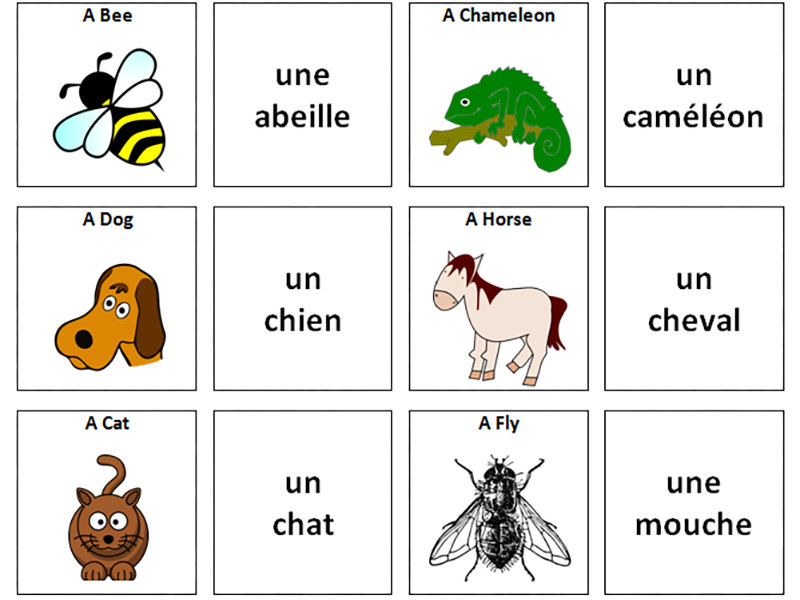 A Bee
une
abeille
A Chameleon
un
caméléon
A Dog
un
chien
A Horse
un
cheval
A Cat
un
chat
A Fly
une
mouche